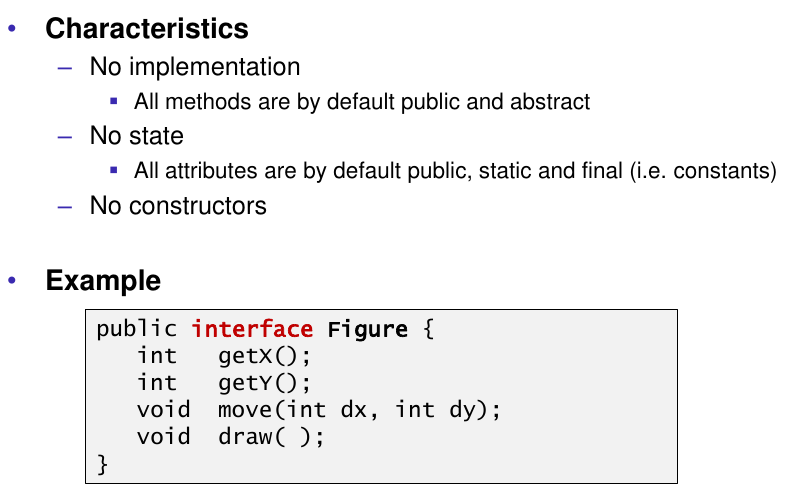 • Characteristics
– No implementation
▪ All methods are by default public and abstract
– No state
▪ All attributes are by default public, static and final (i.e. constants)
– No constructors
• Example
public interface Figure {
   int   getX();
   int   getY();
   void  move(int dx, int dy);
   void  draw( );
}